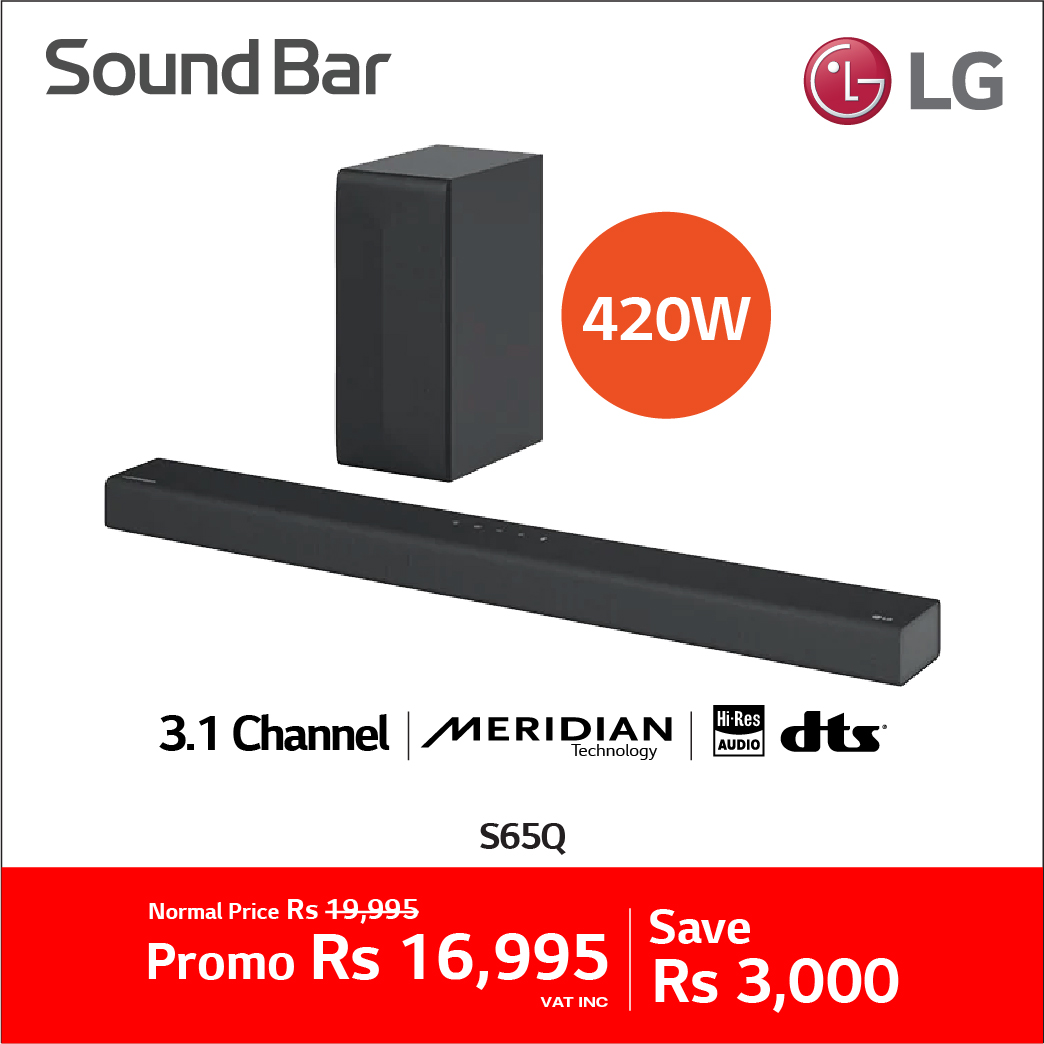 Sound Bar
LG
420W
LG
3.1 Channel
MERIDIAN
Technology
Hi-Res
AUDIO
dts®
S65Q
Normal Price Rs 19,995
Promo Rs 16,995
VAT INC
Save
Rs 3,000